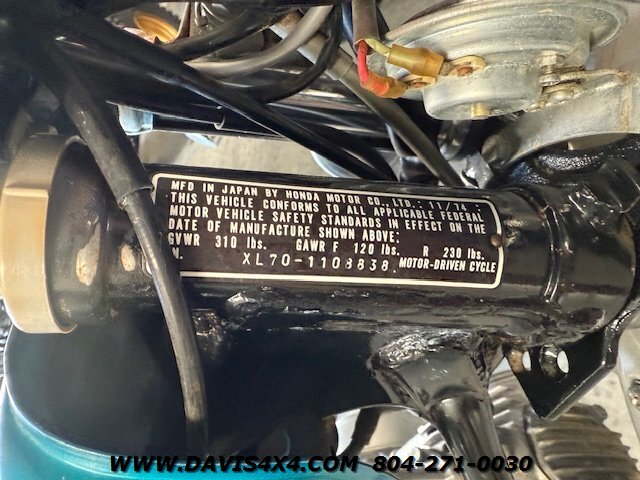 MFD IN JAPAN BY HONDA MOTOR CO., LTD.: 11/74
THIS VEHICLE CONFORMS TO ALL APPLICABLE FEDERAL
MOTOR VEHICLE SAFETY STANDARDS IN EFFECT ON THE
DATE OF MANUFACTURE SHOWN ABOVE:
GVWR 310 lbs. GAWR F 120 lbs. R 230 lbs.
N. XL70-1108838. MOTOR-DRIVEN CYCLE
WWW.DAVIS4X4.COM 804-271-0030